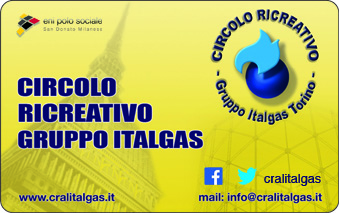 eni polo sociale
San Donato Milanese
CIRCOLO RICREATIVO
- Gruppo Italgas Torino -
CIRCOLO
RICREATIVO
GRUPPO ITALGAS
cralitalgas
www.cralitalgas.it
mail: info@cralitalgas.it